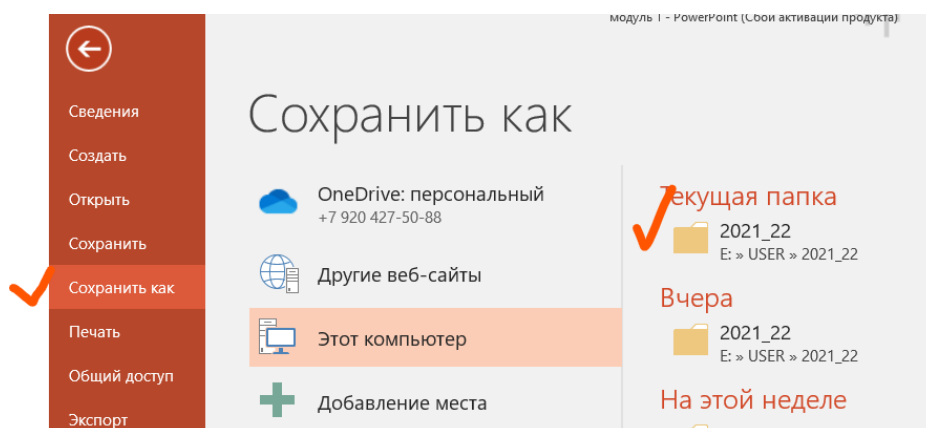 модуль 1 - PowerPoint (Сбой активации продукта)
Сведения
Создать
Открыть
Сохранить
Сохранить как
Печать
Общий доступ
Экспорт
Сохранить как
OneDrive: персональный
+7 920 427-50-88
Другие веб-сайты
Этот компьютер
Добавление места
Текущая папка
2021_22
E: » USER » 2021_22
Вчера
2021_22
E: » USER » 2021_22
На этой неделе